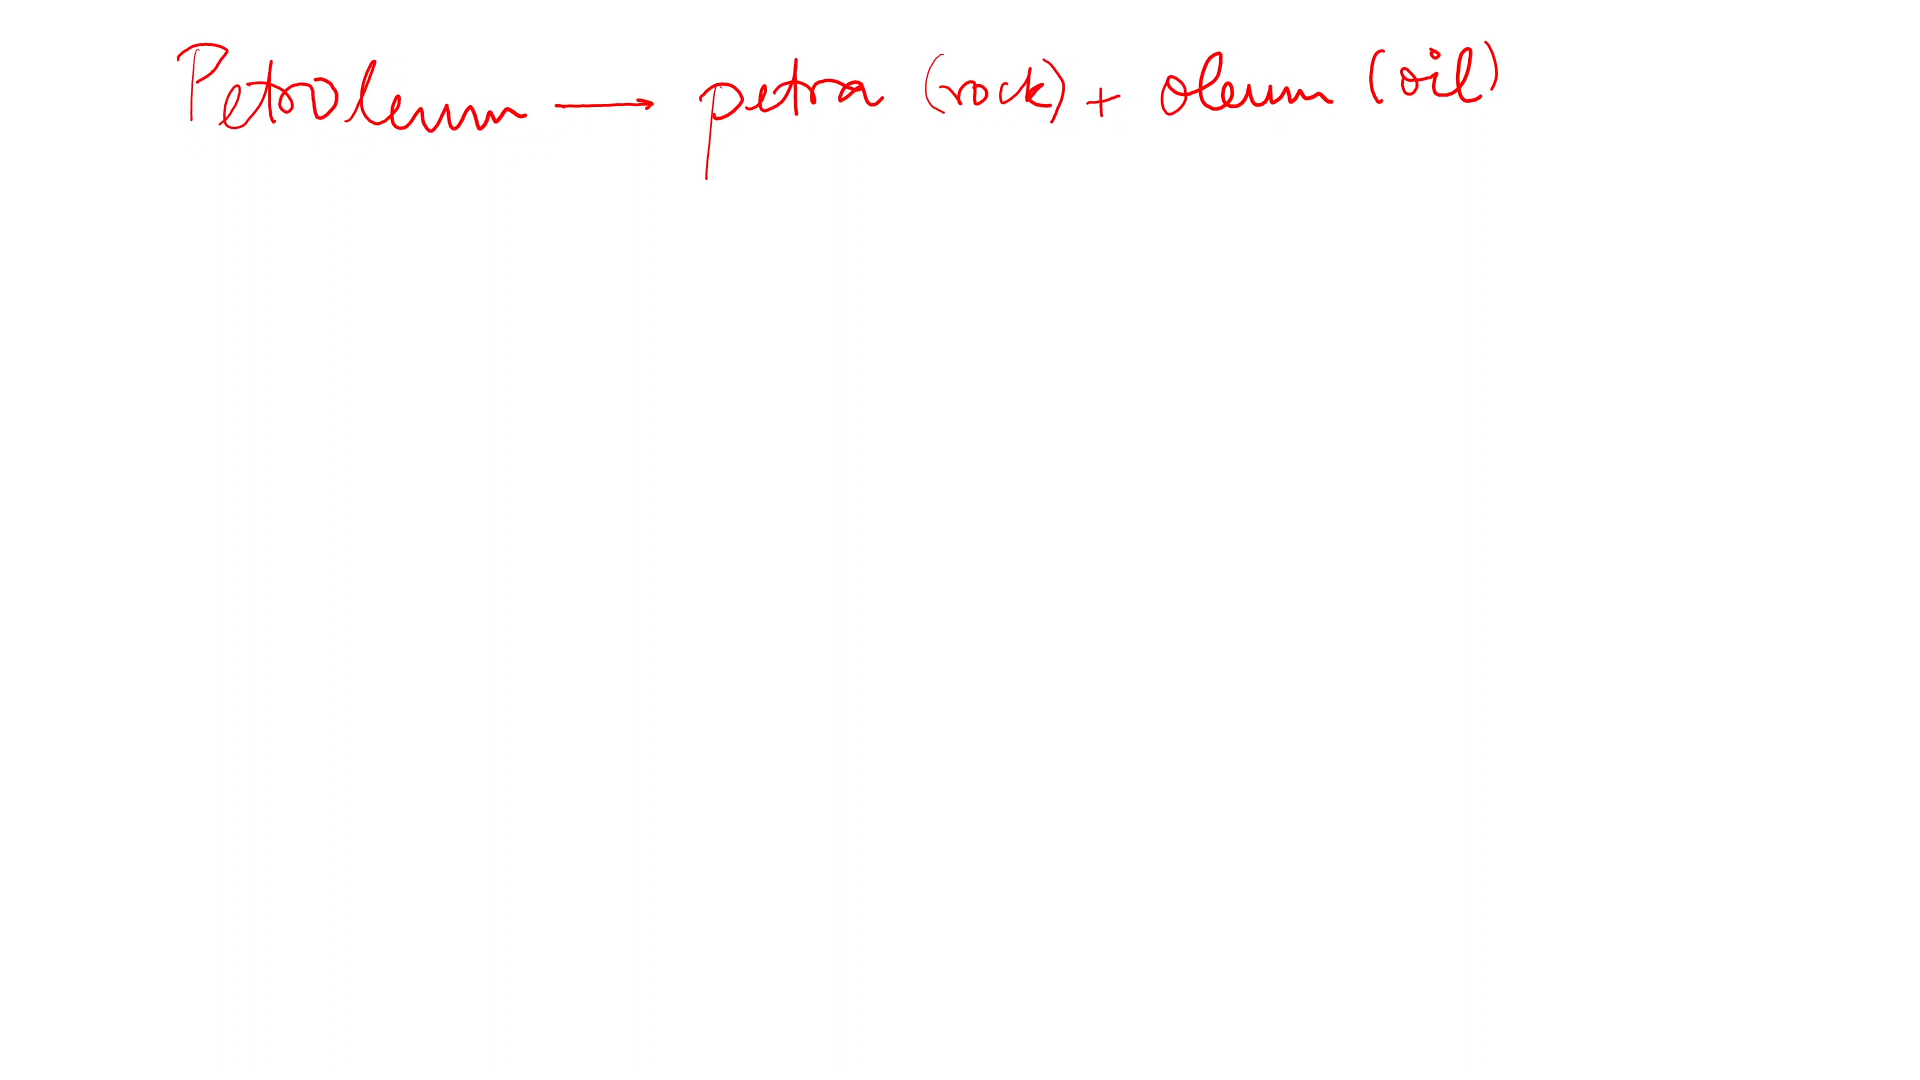 Petroleum → petra (rock) + oleum (oil)